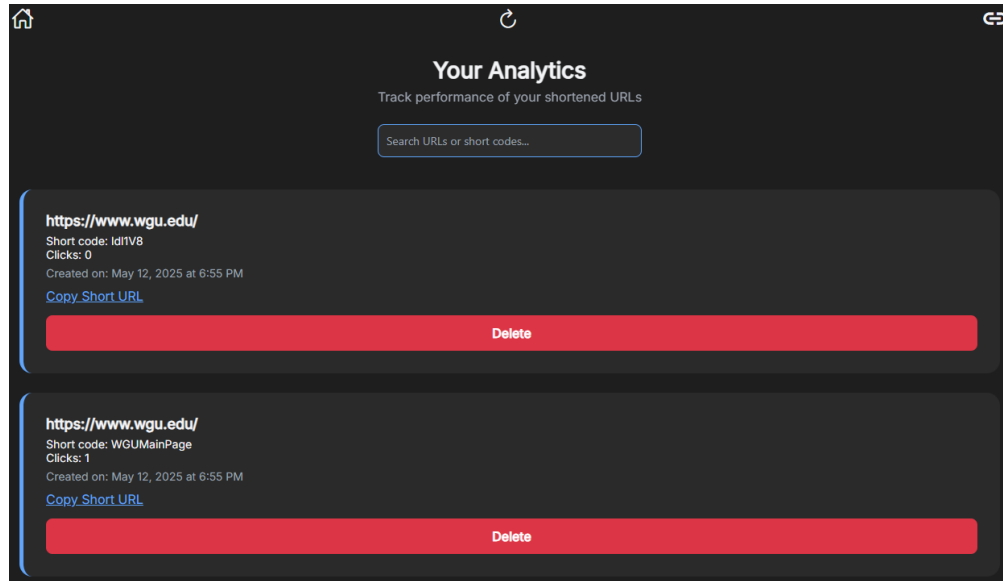 Your Analytics
Track performance of your shortened URLs
Search URLs or short codes...
https://www.wgu.edu/
Short code: ldl1V8
Clicks: 0
Created on: May 12, 2025 at 6:55 PM
Copy Short URL
Delete
https://www.wgu.edu/
Short code: WGUMainPage
Clicks: 1
Created on: May 12, 2025 at 6:55 PM
Copy Short URL
Delete